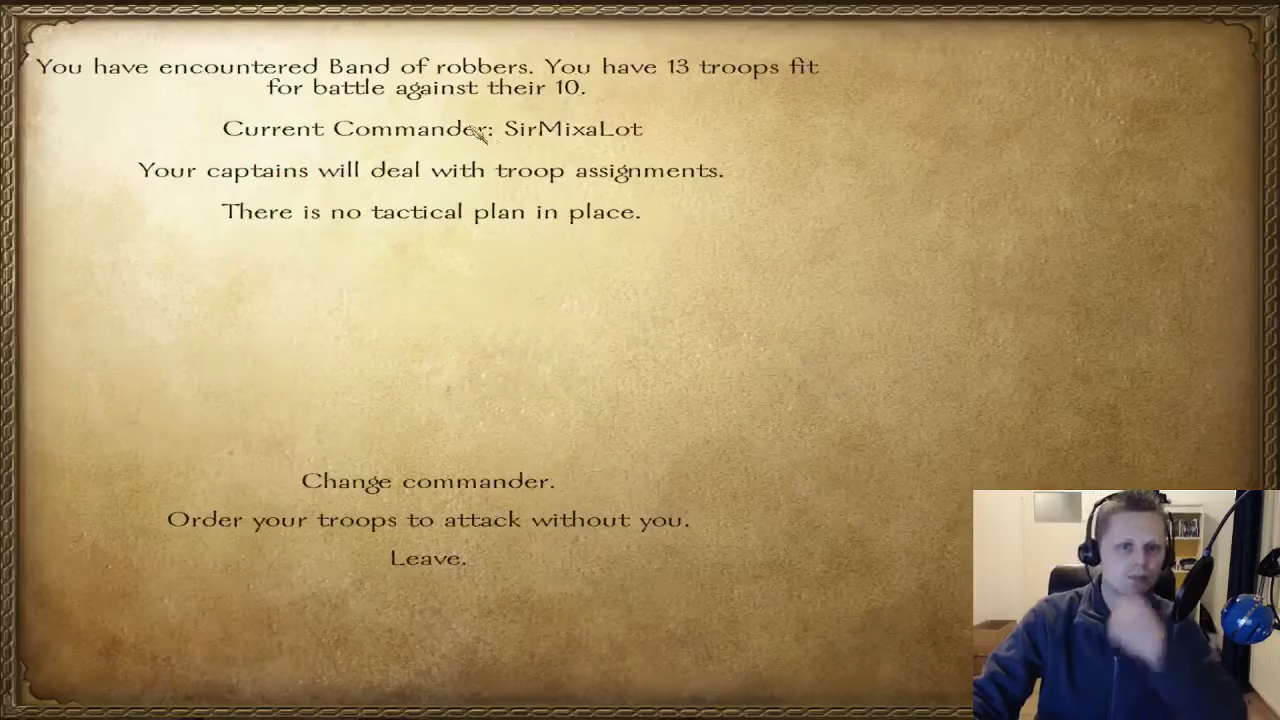 You have encountered Band of robbers. You have 13 troops fit
for battle against their 10.
Current Commander: SirMixaLot
Your captains will deal with troop assignments.
There is no tactical plan in place.
Change commander.
Order your troops to attack without you.
Leave.